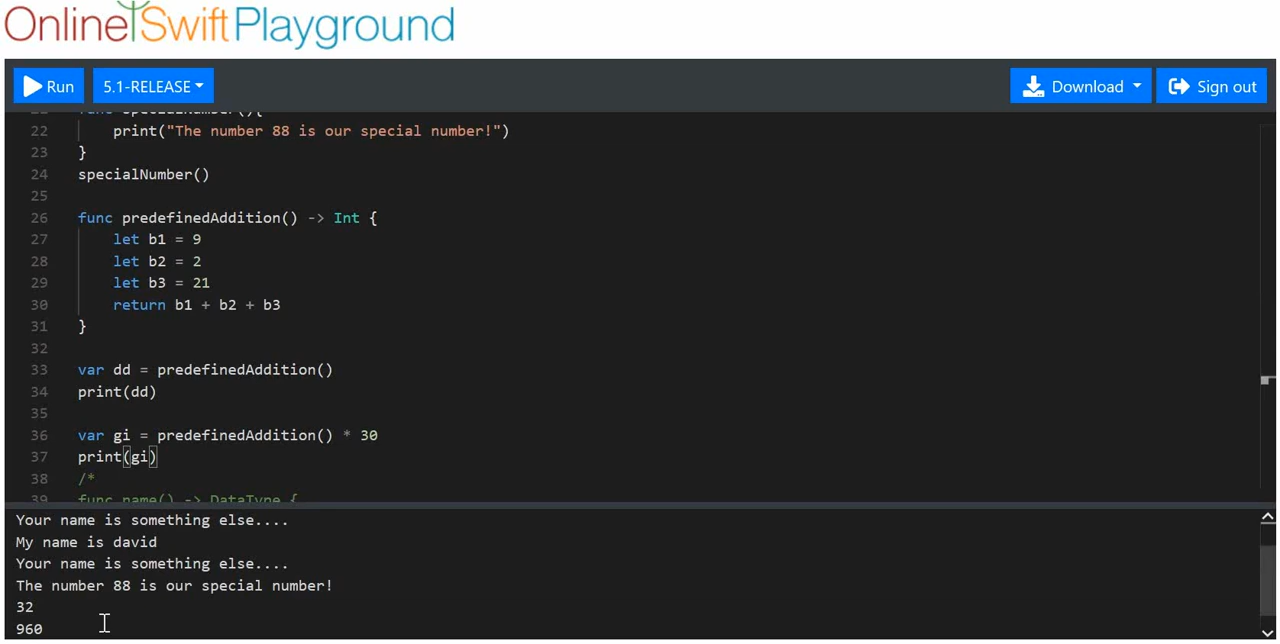 Online Swift Playground
Run
5.1-RELEASE
Download
Sign out
22 print("The number 88 is our special number!")
23 }
24 specialNumber()
25
26 func predefinedAddition() -> Int {
27 let b1 = 9
28 let b2 = 2
29 let b3 = 21
30 return b1 + b2 + b3
31 }
32
33 var dd = predefinedAddition()
34 print(dd)
35
36 var gi = predefinedAddition() * 30
37 print(gi)
38 /*
39 func name() -> DataType {
Your name is something else....
My name is david
Your name is something else....
The number 88 is our special number!
32
960